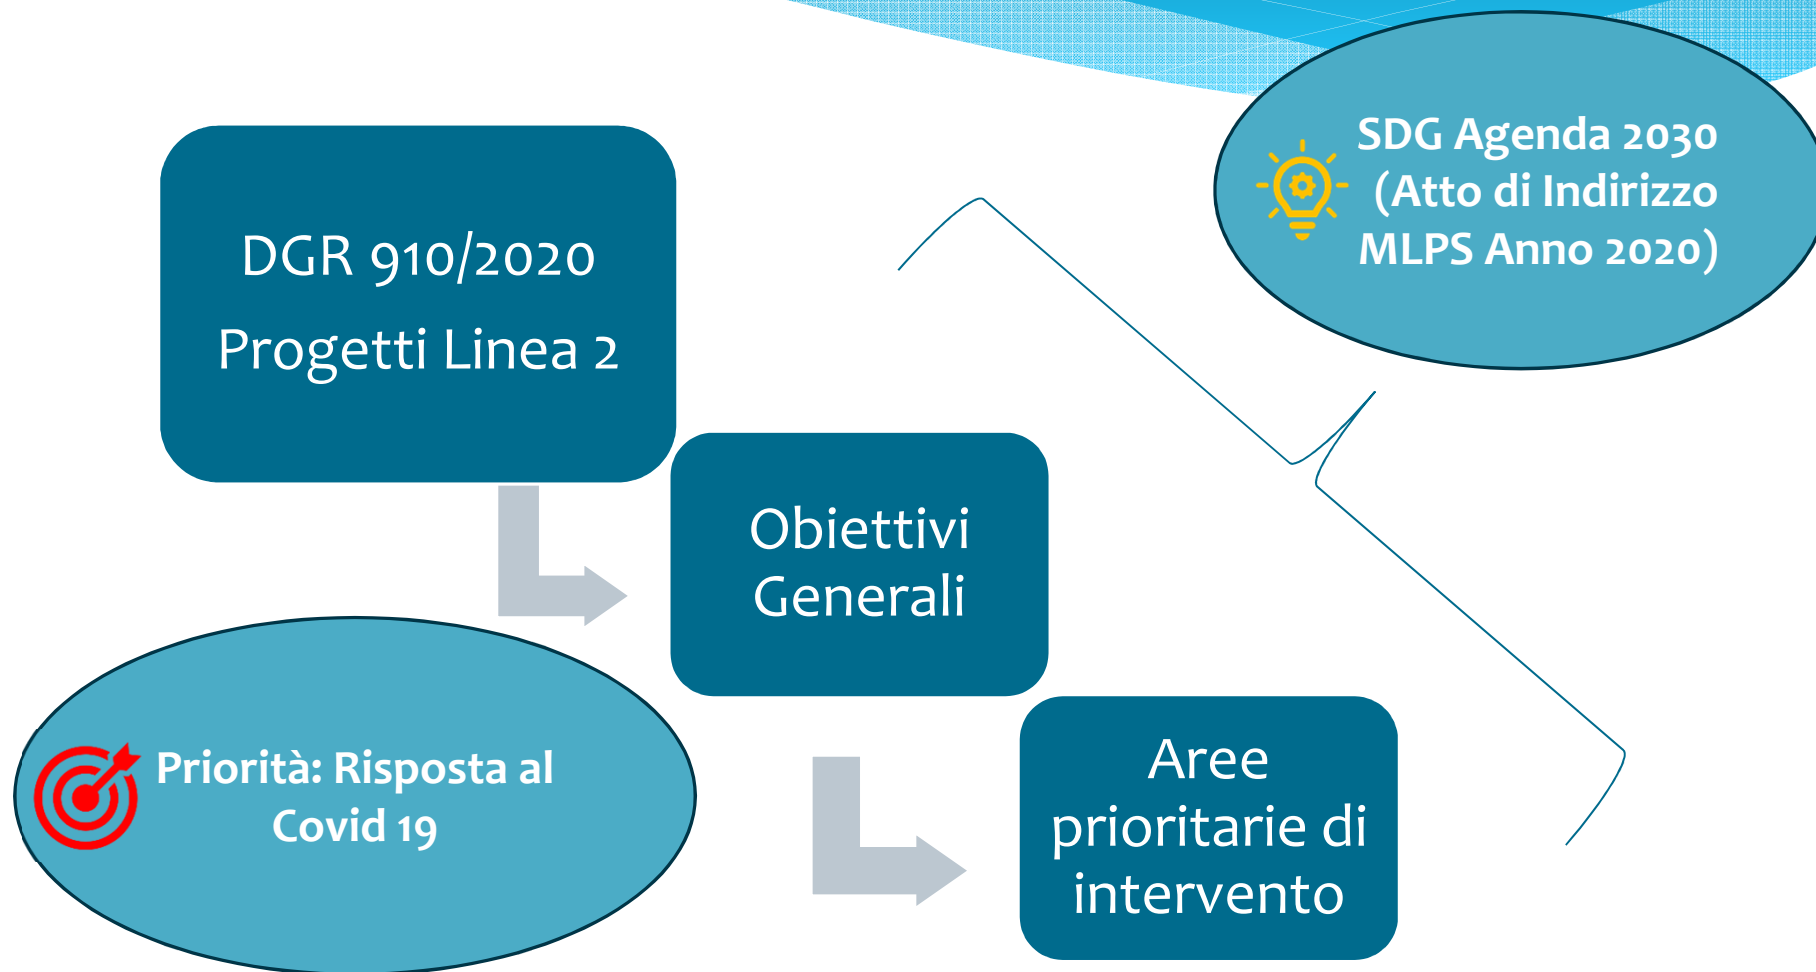 SDG Agenda 2030
(Atto di Indirizzo
MLPS Anno 2020)
DGR 910/2020
Progetti Linea 2
Obiettivi
Generali
Priorità: Risposta al
Covid 19
Aree
prioritarie di
intervento